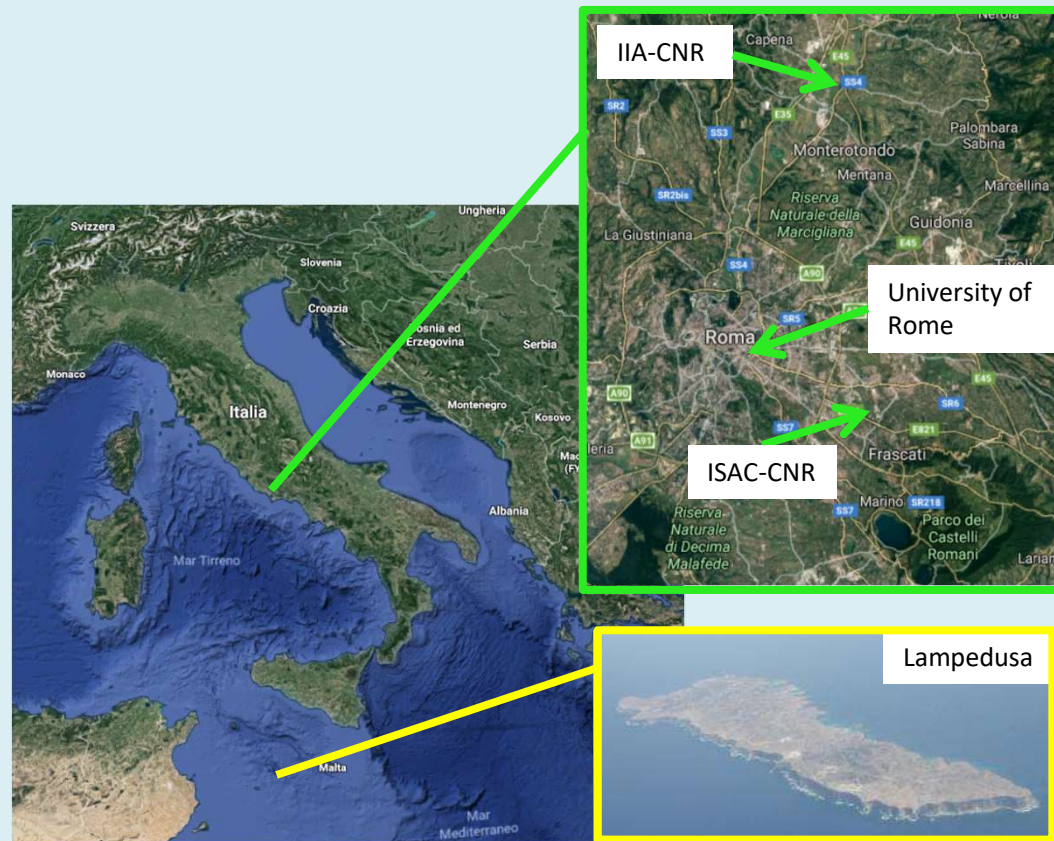 Nerola
Capena
IIA-CNR
E45
SS4
SR2
E35
SS3
Palombara
Sabina
Monterotondo
Mentana
Marcellina
SR2bis
Riserva
Naturale della
Marcigliana
Guidonia
La Giustiniana
E45
SS4
A90
Tivoli
University of
Rome
SR5
Roma
E45
A90
SR6
SS7
E821
A91
Frascati
ISAC-CNR
Marino
SR218
SS7
Riserva
Naturale
di Decima
Malafede
Parco dei
Castelli
Romani
Svizzera
Ungheria
Slovenia
Croazia
Bosnia ed
Erzegovina
Serbia
Monaco
Italia
Montenegro
Kosovo
Albania
Mar Tirreno
Malta
Mar
Mediterraneo
Lampedusa